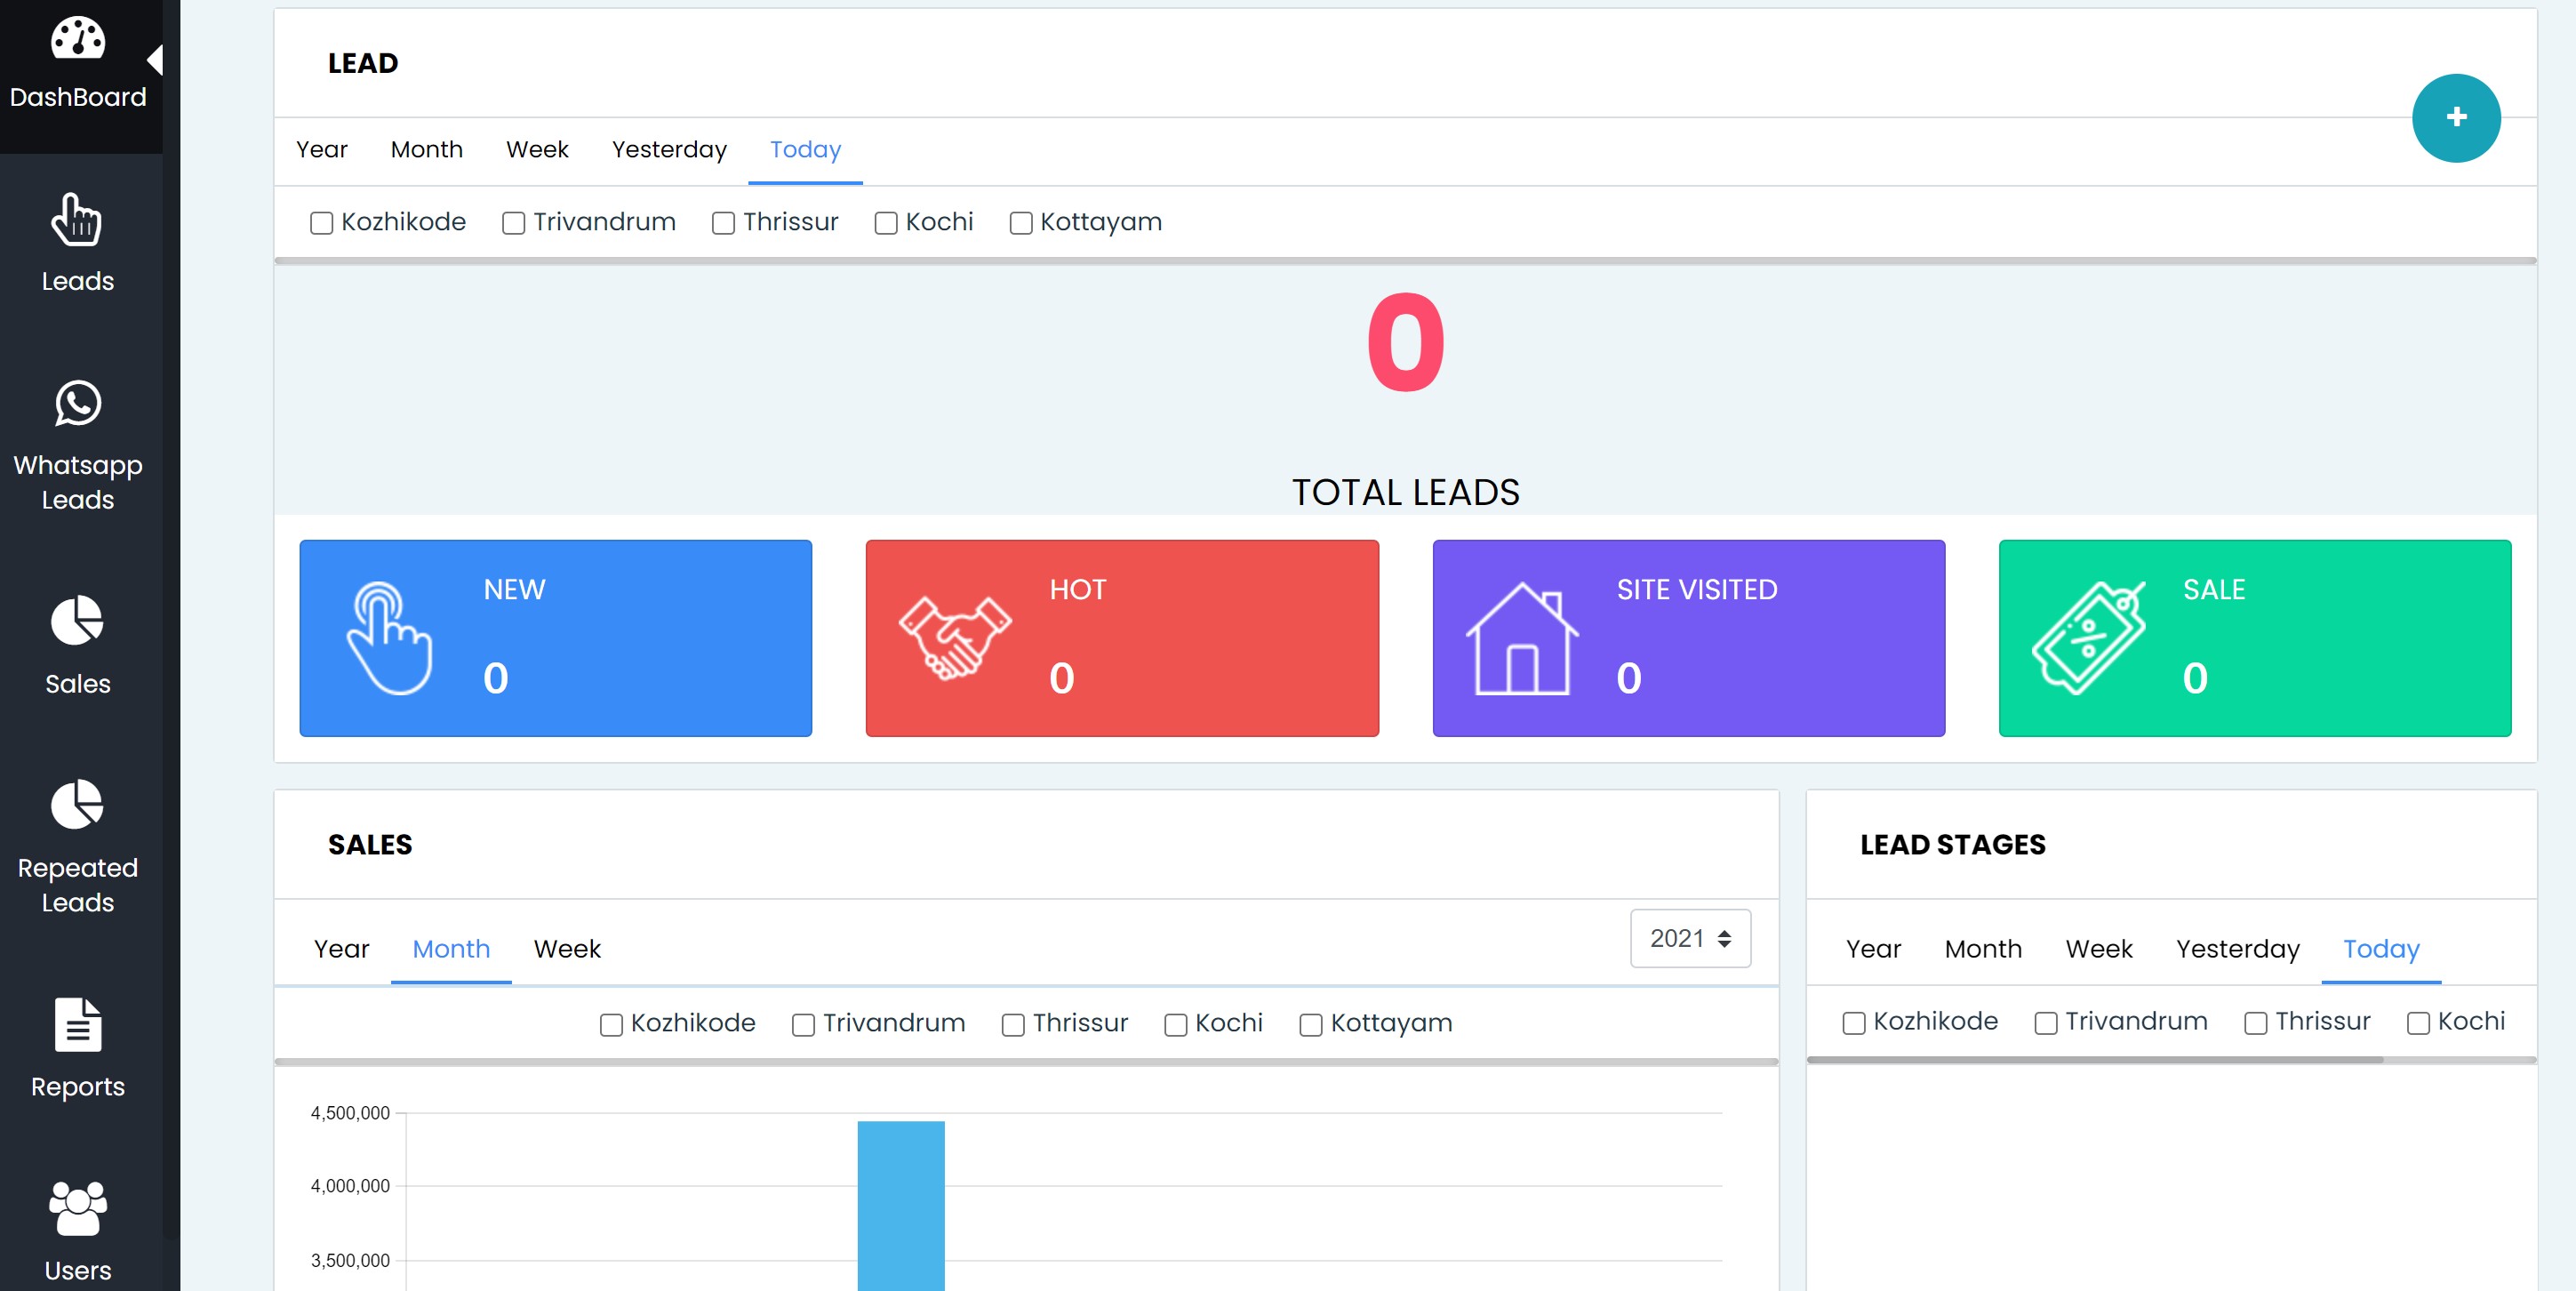 DashBoard
Leads
Whatsapp
Leads
Sales
Repeated
Leads
Reports
Users
LEAD
+
Year Month Week Yesterday Today
Kozhikode Trivandrum Thrissur Kochi Kottayam
0
TOTAL LEADS
NEW
0
HOT
0
SITE VISITED
0
SALE
0
SALES
Year Month Week
2021
Kozhikode Trivandrum Thrissur Kochi Kottayam
4,500,000
4,000,000
3,500,000
LEAD STAGES
Year Month Week Yesterday Today
Kozhikode Trivandrum Thrissur Kochi